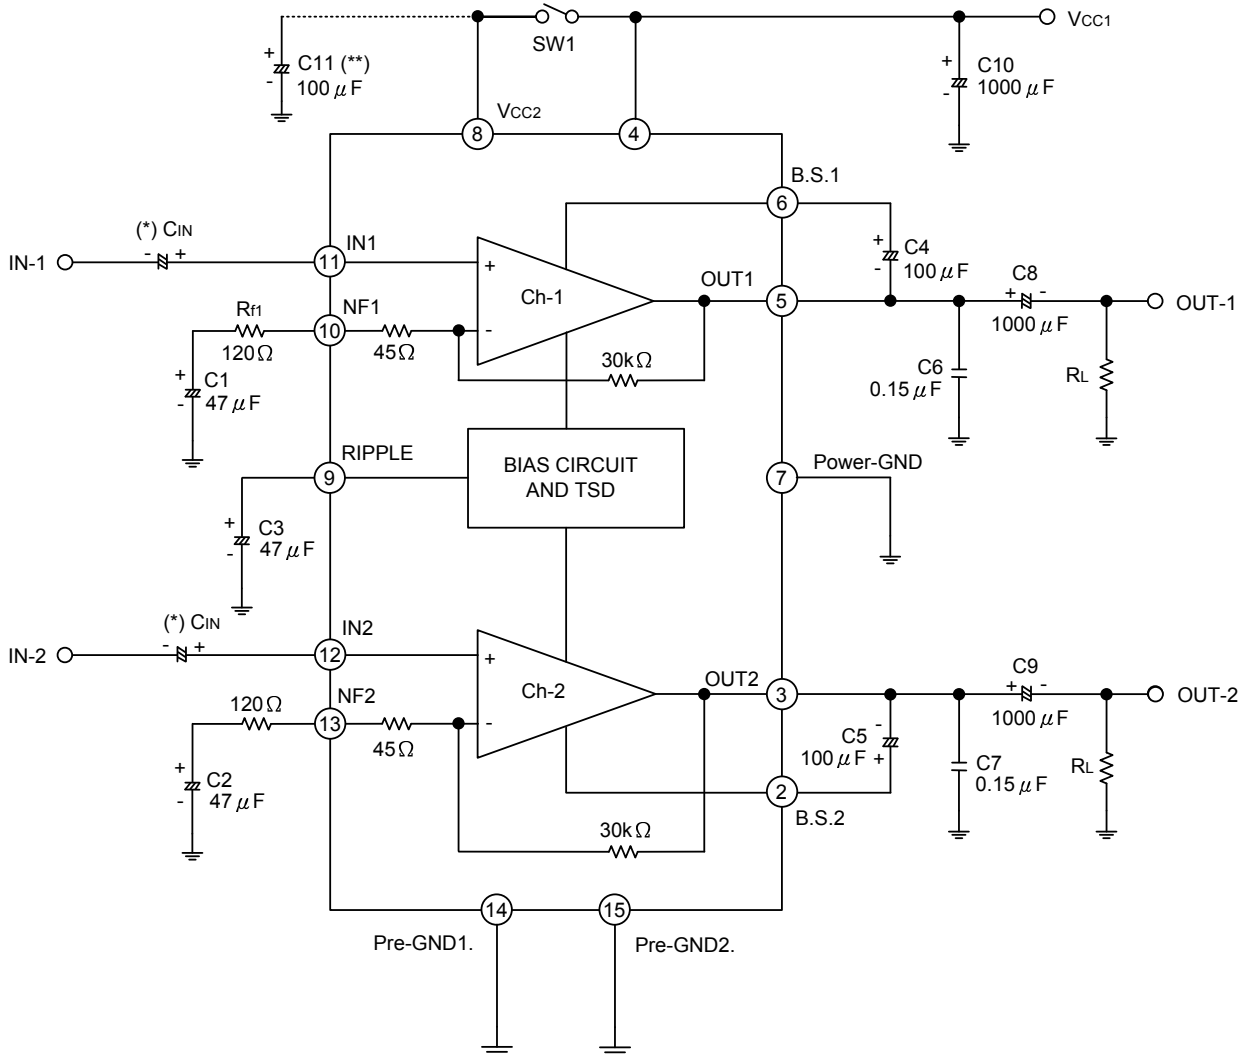 VCC1
SW1
+
C11 (**)
-
100 μF
+
C10
-
1000 μF
VCC2
8
4
B.S.1
6
(*) CIN
- +
IN1
IN-1
11
+
Ch-1
OUT1
5
+
C4
-
100 μF
C8
+ -
1000 μF
OUT-1
Rf1
120Ω
NF1
10
45Ω
-
30kΩ
+
C1
-
47 μF
C6
0.15 μF
RL
RIPPLE
9
BIAS CIRCUIT
AND TSD
Power-GND
7
+
C3
-
47 μF
(*) CIN
- +
IN2
IN-2
12
+
Ch-2
OUT2
3
C9
+ -
1000 μF
OUT-2
120Ω
NF2
13
45Ω
-
-
C5
100 μF +
C7
0.15 μF
RL
+
C2
-
47 μF
2
B.S.2
30kΩ
14
15
Pre-GND1.
Pre-GND2.